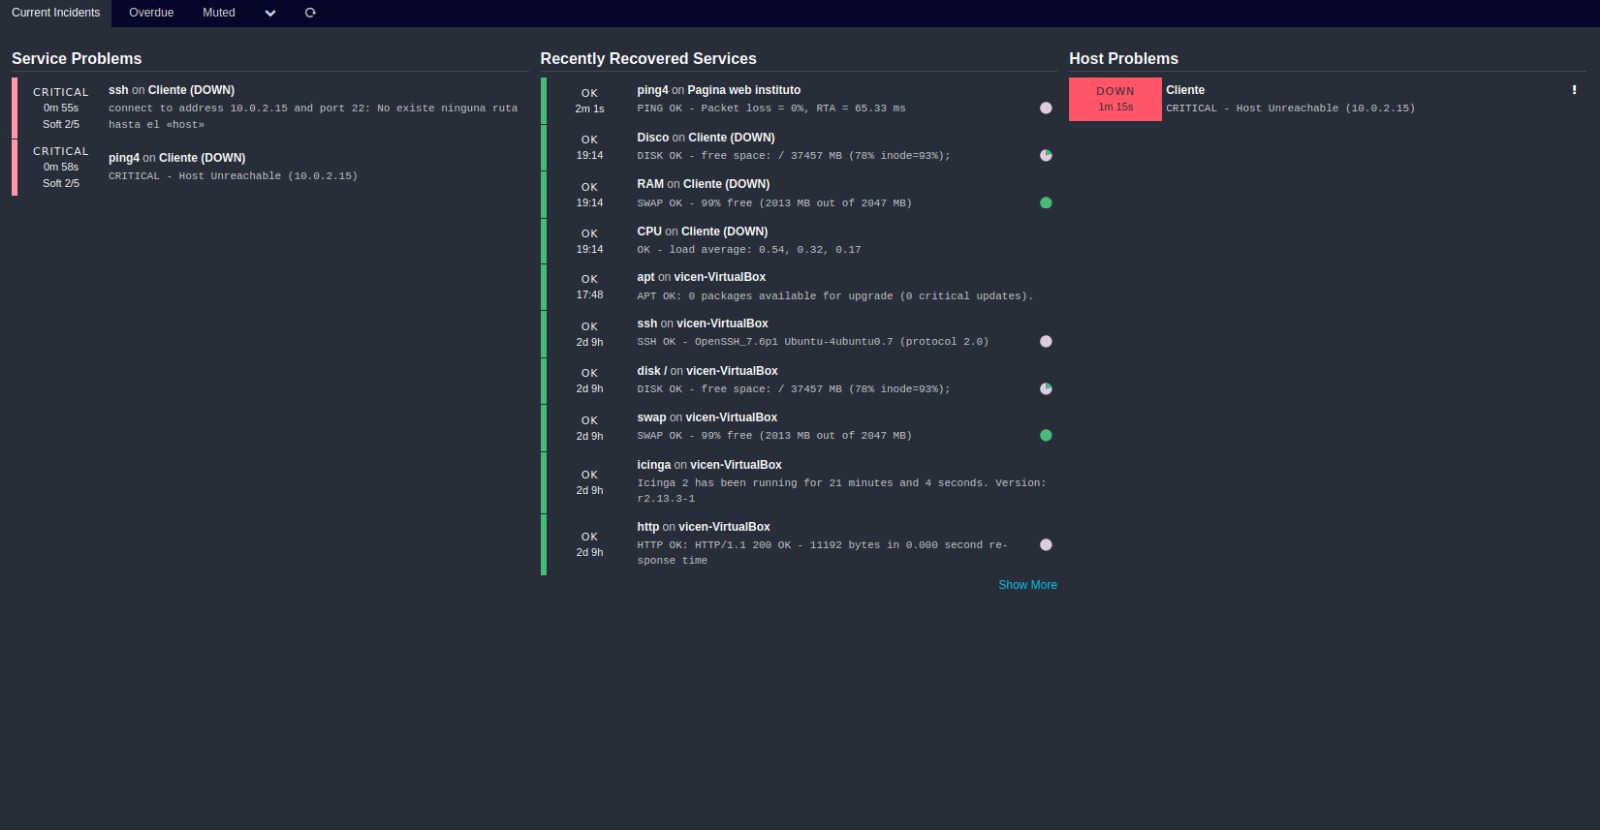 Current Incidents Overdue Muted
Service Problems
CRITICAL
0m 55s
Soft 2/5
ssh on Cliente (DOWN)
connect to address 10.0.2.15 and port 22: No existe ninguna ruta
hasta el «host»
CRITICAL
0m 58s
Soft 2/5
ping4 on Cliente (DOWN)
CRITICAL - Host Unreachable (10.0.2.15)
Recently Recovered Services
OK
2m 1s
ping4 on Pagina web instituto
PING OK - Packet loss = 0%, RTA = 65.33 ms
OK
19:14
Disco on Cliente (DOWN)
DISK OK - free space: / 37457 MB (78% inode=93%);
OK
19:14
RAM on Cliente (DOWN)
SWAP OK - 99% free (2013 MB out of 2047 MB)
OK
19:14
CPU on Cliente (DOWN)
OK - load average: 0.54, 0.32, 0.17
OK
17:48
apt on vicen-VirtualBox
APT OK: 0 packages available for upgrade (0 critical updates).
OK
2d 9h
ssh on vicen-VirtualBox
SSH OK - OpenSSH_7.6p1 Ubuntu-4ubuntu0.7 (protocol 2.0)
OK
2d 9h
disk / on vicen-VirtualBox
DISK OK - free space: / 37457 MB (78% inode=93%);
OK
2d 9h
swap on vicen-VirtualBox
SWAP OK - 99% free (2013 MB out of 2047 MB)
OK
2d 9h
icinga on vicen-VirtualBox
Icinga 2 has been running for 21 minutes and 4 seconds. Version:
r2.13.3-1
OK
2d 9h
http on vicen-VirtualBox
HTTP OK: HTTP/1.1 200 OK - 11192 bytes in 0.000 second re-
sponse time
Show More
Host Problems
DOWN
1m 15s
Cliente
CRITICAL - Host Unreachable (10.0.2.15)